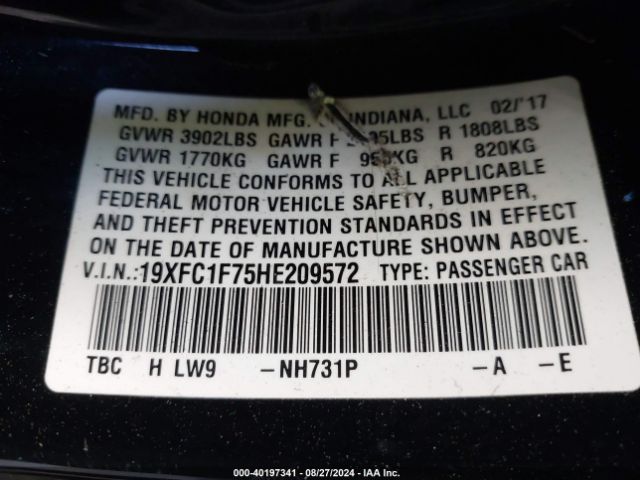 MFD. BY HONDA MFG. INDIANA, LLC 02/'17
GVWR 3902LBS GAWR F R 1808LBS
GVWR 1770KG GAWR F R 820KG
THIS VEHICLE CONFORMS TO ALL APPLICABLE
FEDERAL MOTOR VEHICLE SAFETY, BUMPER,
AND THEFT PREVENTION STANDARDS IN EFFECT
ON THE DATE OF MANUFACTURE SHOWN ABOVE.
V.I.N.:19XFC1F75HE209572 TYPE: PASSENGER CAR
TBC H LW9 -NH731P -A -E
000-40197341 - 08/27/2024 - IAA Inc.